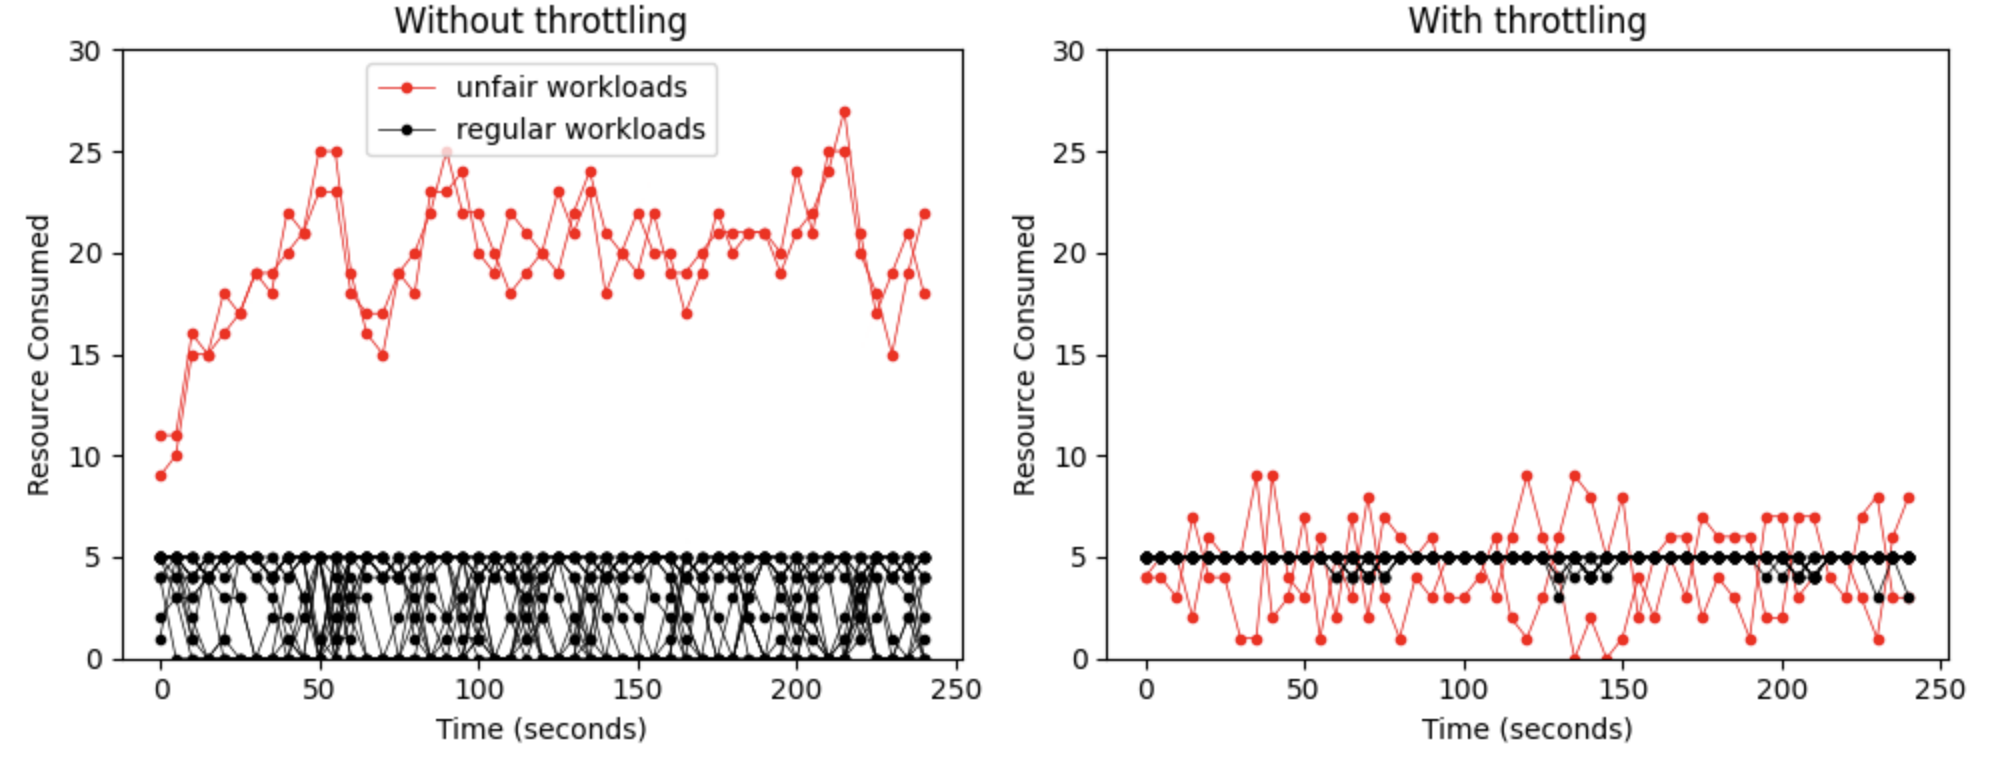 Without throttling
30
25
20
15
10
5
0
Resource Consumed
unfair workloads
regular workloads
0 50 100 150 200 250
Time (seconds)
With throttling
30
25
20
15
10
5
0
Resource Consumed
0 50 100 150 200 250
Time (seconds)